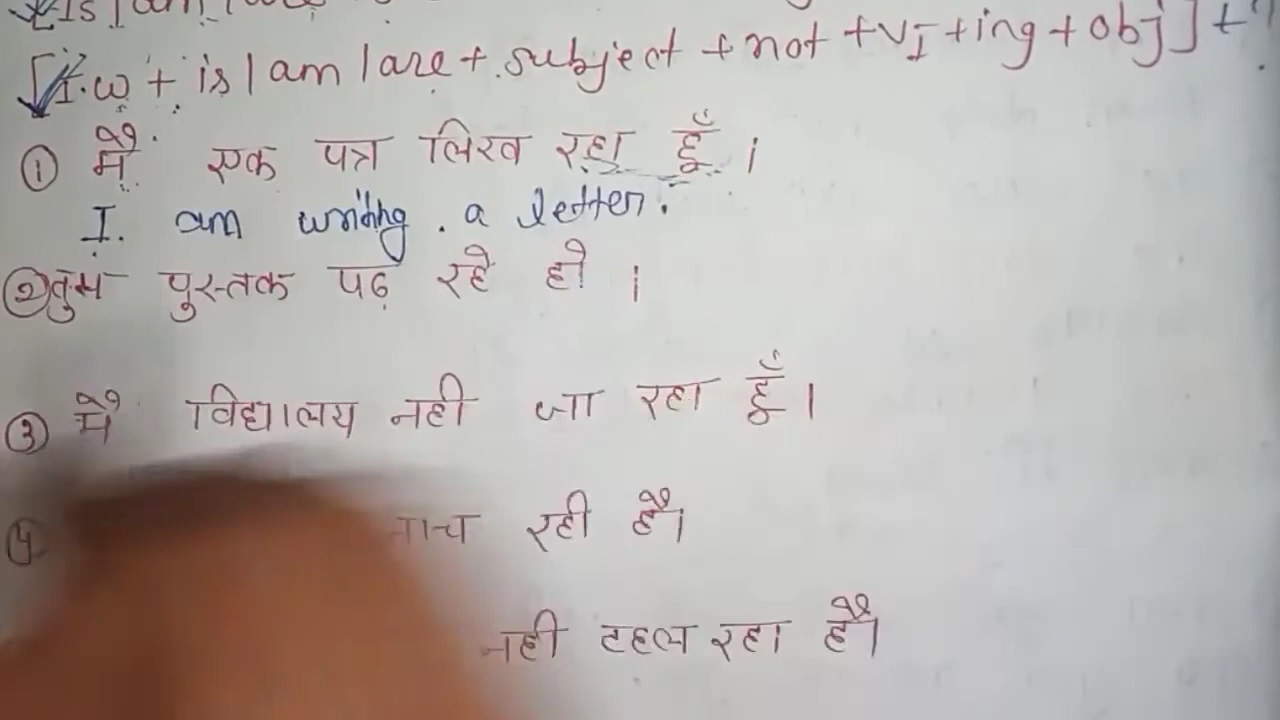 [I.w + is | am | are + subject + not + vI + ing + obj] + ?
① मैं एक पत्र लिख रहा हूँ।
I. am writing. a letter.
② तुम पुस्तक पढ़ रहे हो।
③ मैं विद्यालय नही जा रहा हूँ।
④ नाच रही है।
नही टहल रहा है।